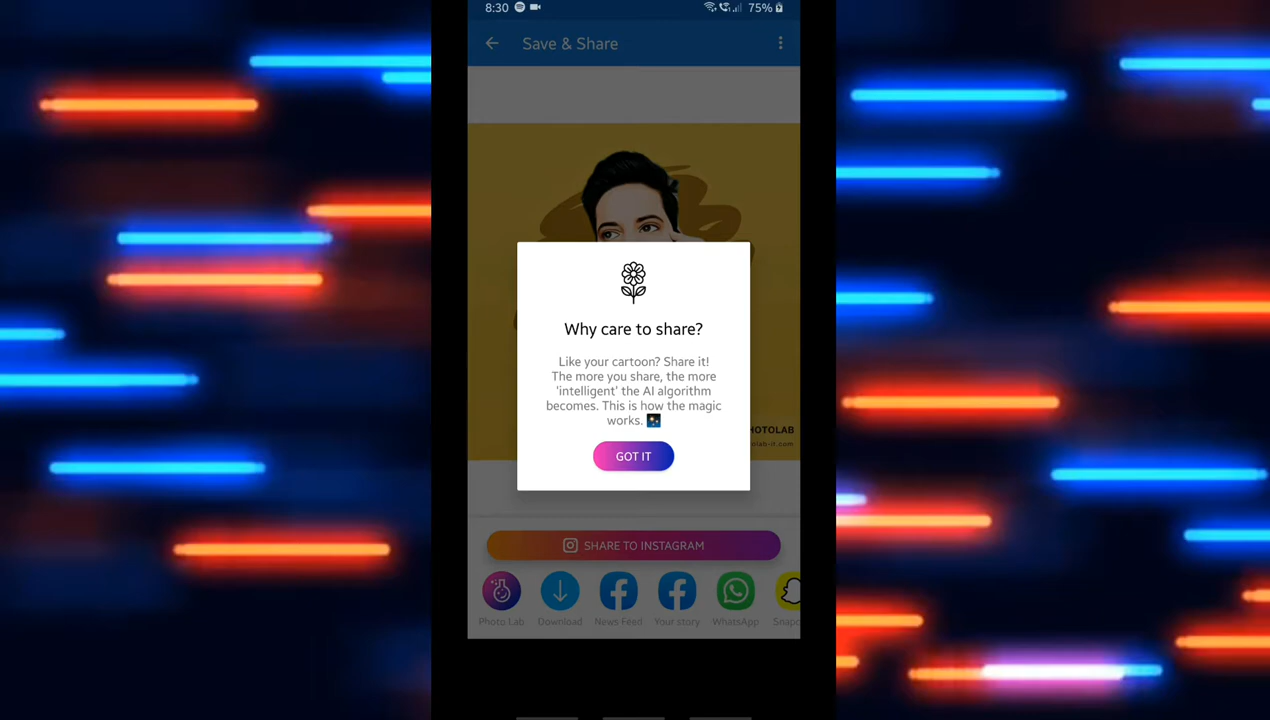 8:30
75%
Save & Share
Why care to share?
Like your cartoon? Share it!
The more you share, the more
'intelligent' the AI algorithm
becomes. This is how the magic
works.
GOT IT
SHARE TO INSTAGRAM
Photo Lab
Download
News Feed
Your story
WhatsApp
Snapc